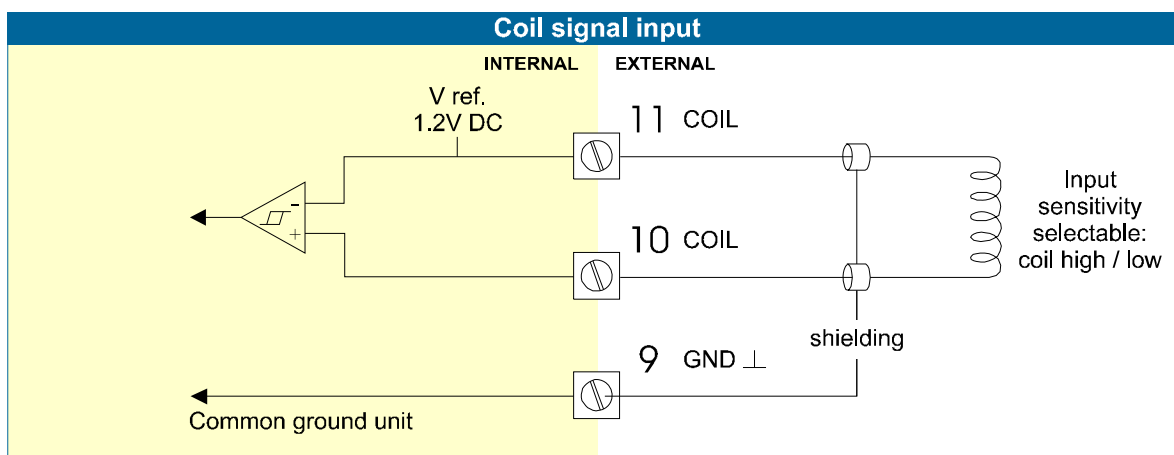 Coil signal input
INTERNAL EXTERNAL
V ref.
1.2V DC
11 COIL
-
+
10 COIL
Input
sensitivity
selectable:
coil high / low
shielding
9 GND ⊥
Common ground unit